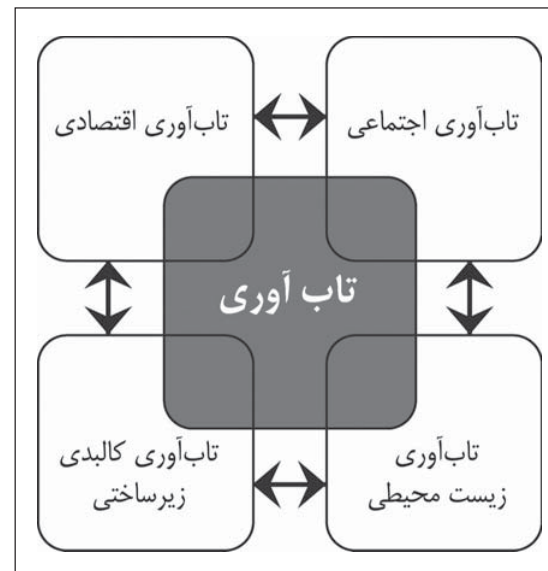 تاب‌آوری اجتماعی
تاب‌آوری اقتصادی
تاب آوری
تاب‌آوری
زیست محیطی
تاب‌آوری کالبدی
زیرساختی